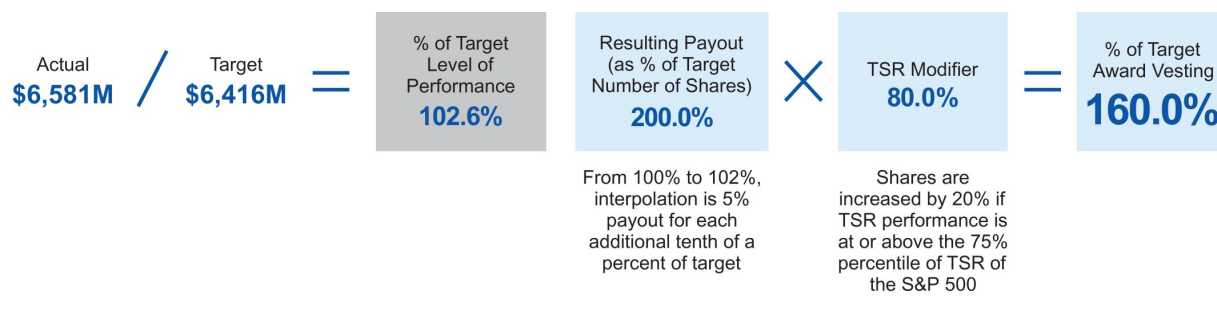 Actual
$6,581M
/
Target
$6,416M
=
% of Target
Level of
Performance
102.6%
Resulting Payout
(as % of Target
Number of Shares)
200.0%
×
TSR Modifier
80.0%
=
% of Target
Award Vesting
160.0%
From 100% to 102%,
interpolation is 5%
payout for each
additional tenth of a
percent of target
Shares are
increased by 20% if
TSR performance is
at or above the 75%
percentile of TSR of
the S&P 500